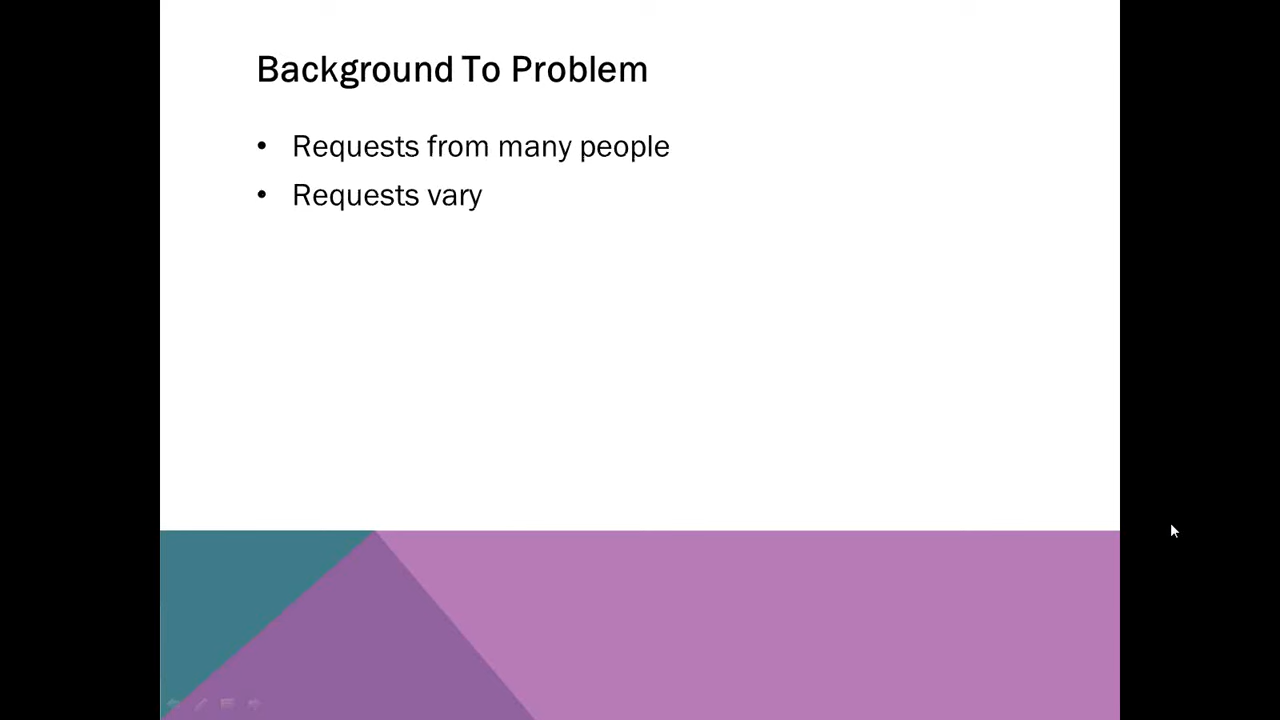 Background To Problem
• Requests from many people
• Requests vary